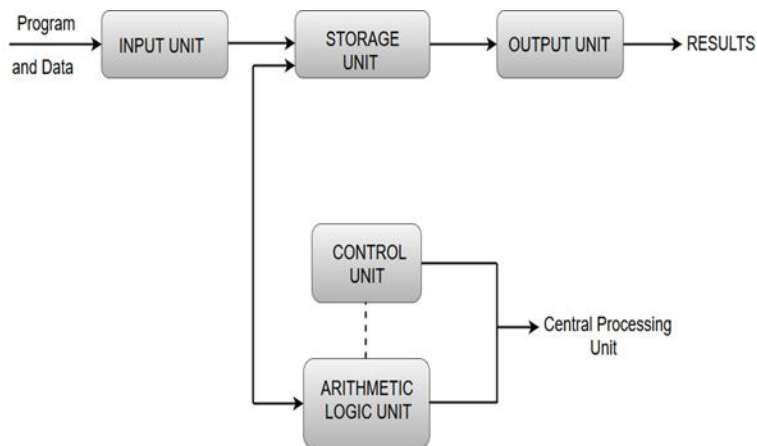 Program
and Data
INPUT UNIT
STORAGE
UNIT
OUTPUT UNIT
RESULTS
CONTROL
UNIT
Central Processing
Unit
ARITHMETIC
LOGIC UNIT